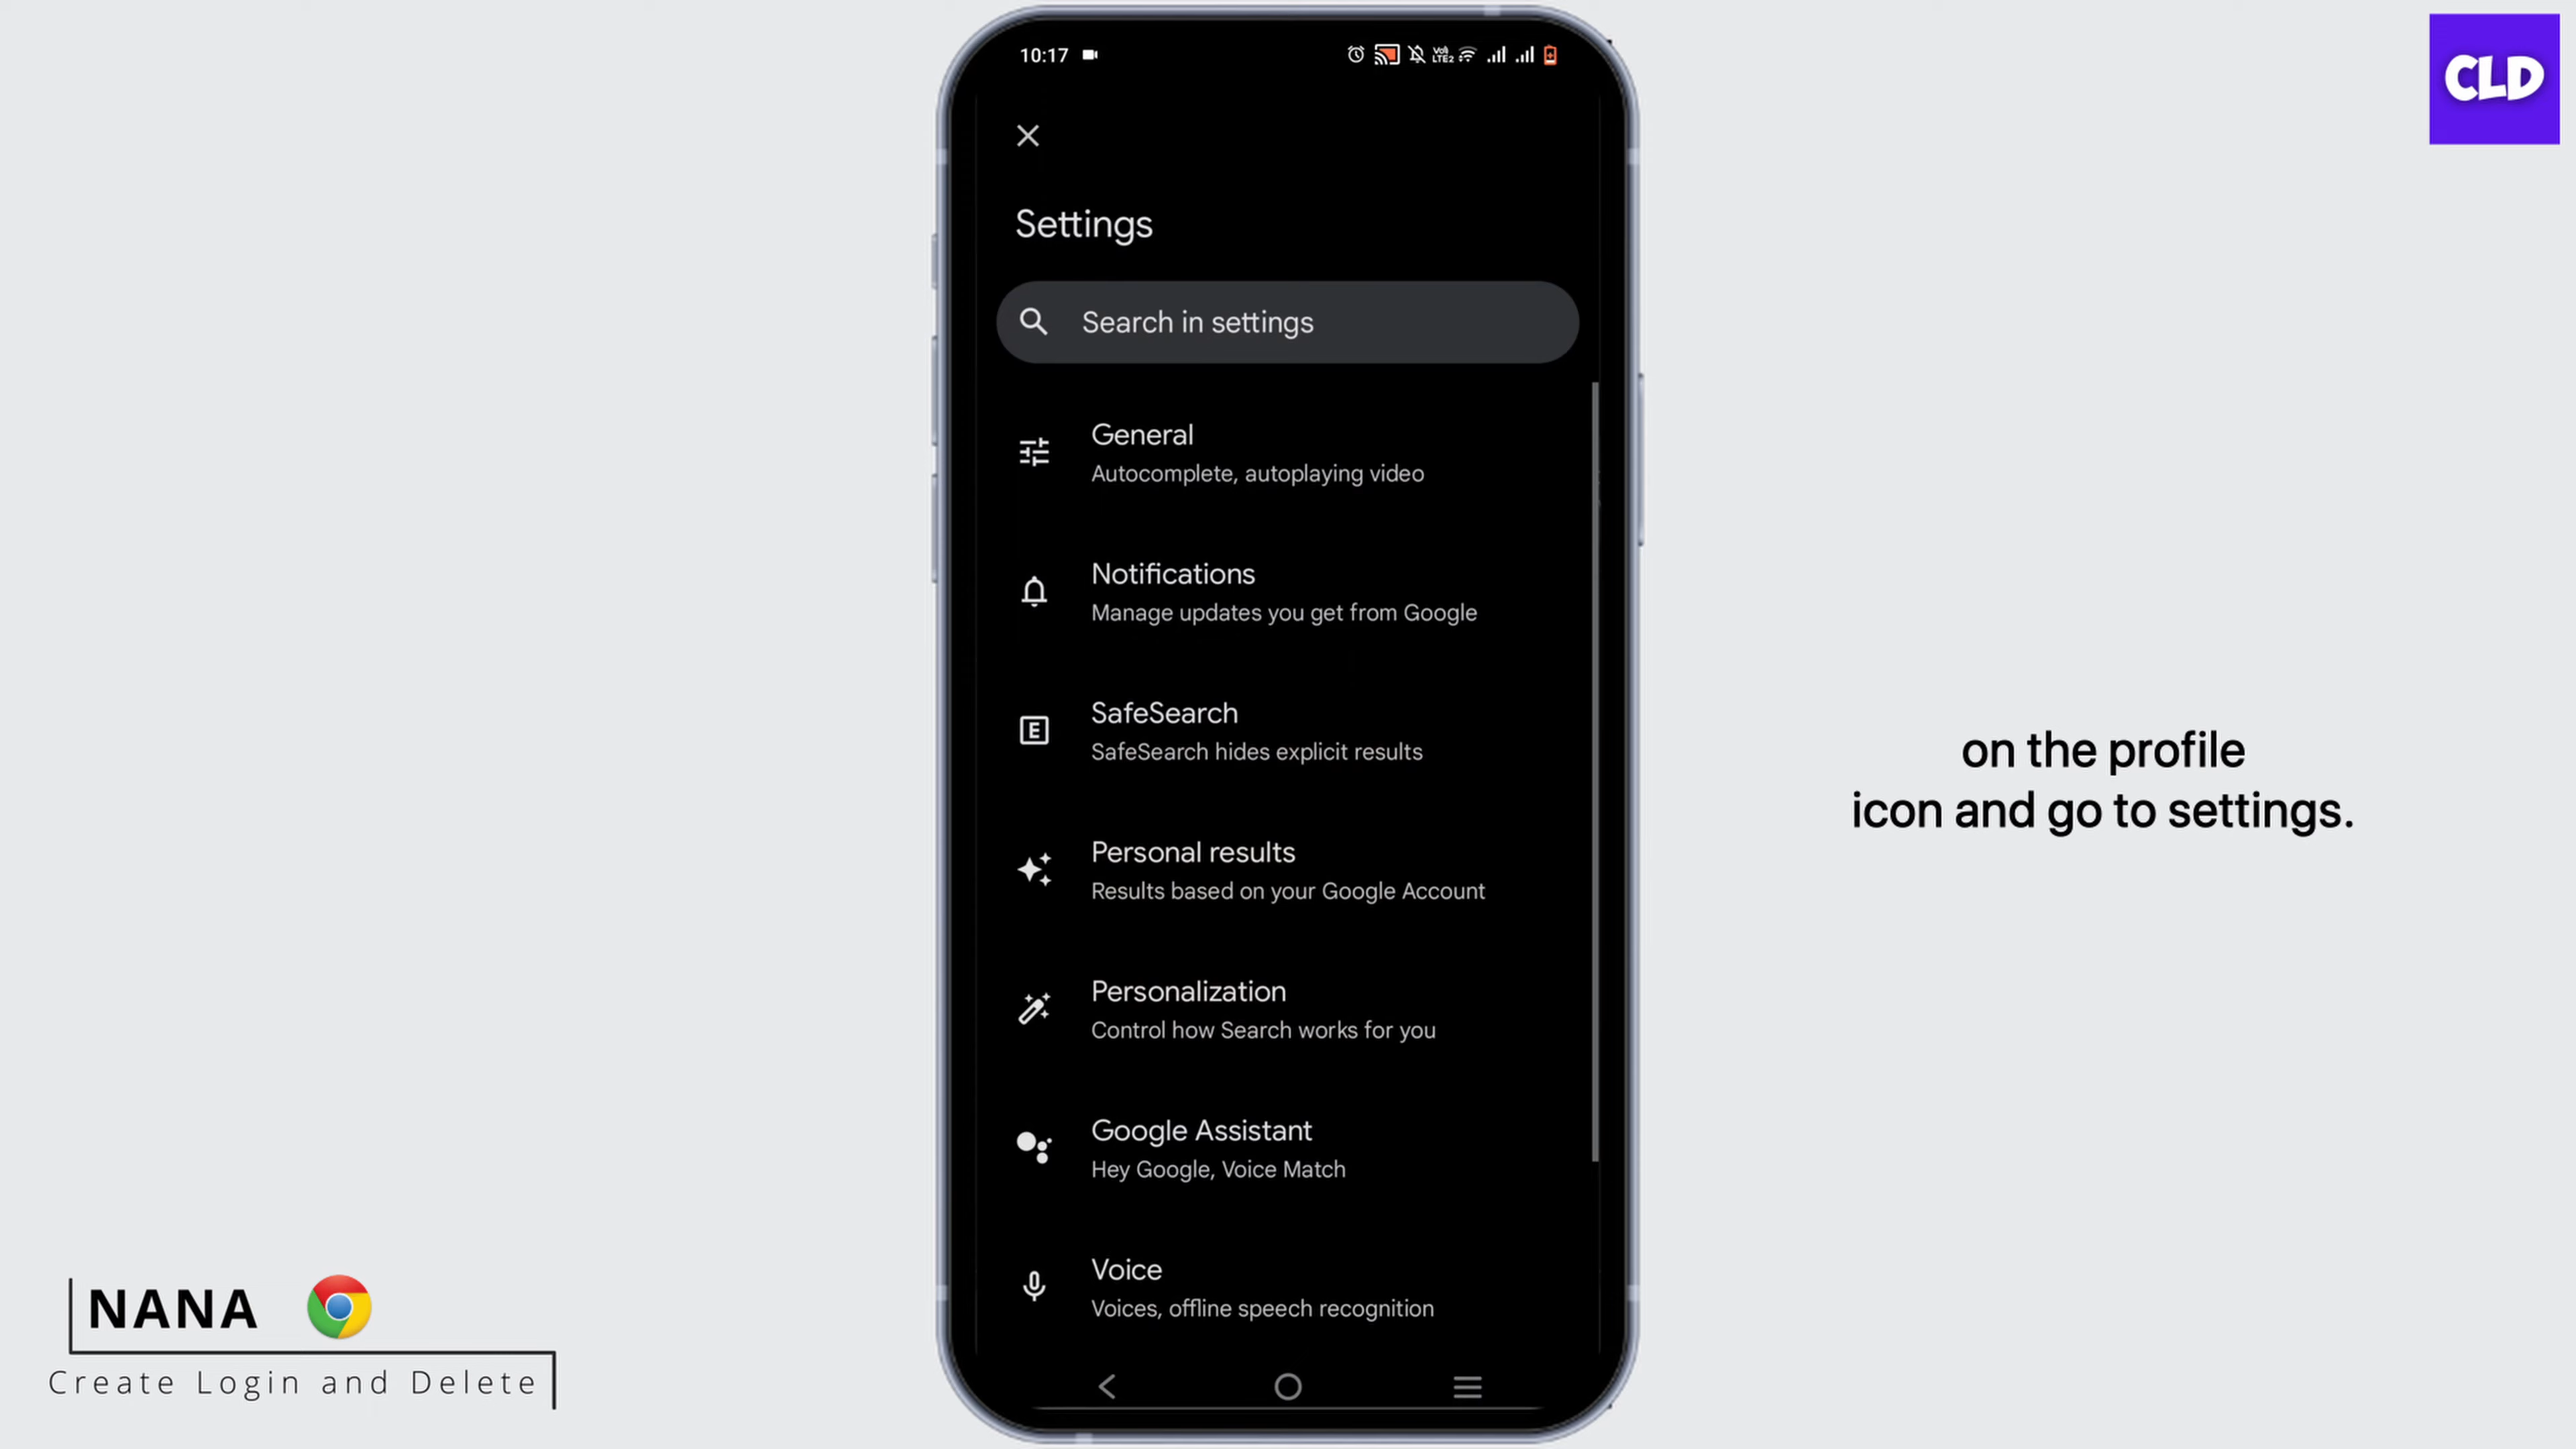 10:17
Vo)
LTE2
CLD
Settings
Search in settings
General
Autocomplete, autoplaying video
Notifications
Manage updates you get from Google
SafeSearch
E
SafeSearch hides explicit results
Personal results
Results based on your Google Account
Personalization
Control how Search works for you
Google Assistant
Hey Google, Voice Match
Voice
Voices, offline speech recognition
on the profile
icon and go to settings.
NANA
Create Login and Delete